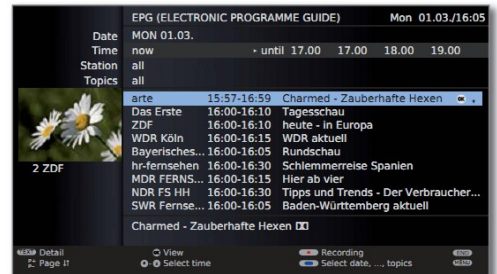 EPG (ELECTRONIC PROGRAMME GUIDE) Mon 01.03./16:05
Date MON 01.03.
Time now · until 17.00 17.00 18.00 19.00
Station all
Topics all
arte 15:57-16:59 Charmed - Zauberhafte Hexen OK
Das Erste 16:00-16:10 Tagesschau
ZDF 16:00-16:10 heute - in Europa
WDR Köln 16:00-16:15 WDR aktuell
Bayerisches... 16:00-16:05 Rundschau
hr-fernsehen 16:00-16:30 Schlemmerreise Spanien
MDR FERNS... 16:00-16:15 Hier ab vier
NDR FS HH 16:00-16:30 Tipps und Trends - Der Verbraucher...
SWR Fernse... 16:00-16:05 Baden-Württemberg aktuell
2 ZDF
Charmed - Zauberhafte Hexen
TEXT Detail View Recording END
P+ P- Page Select time Select date, ..., topics MENU